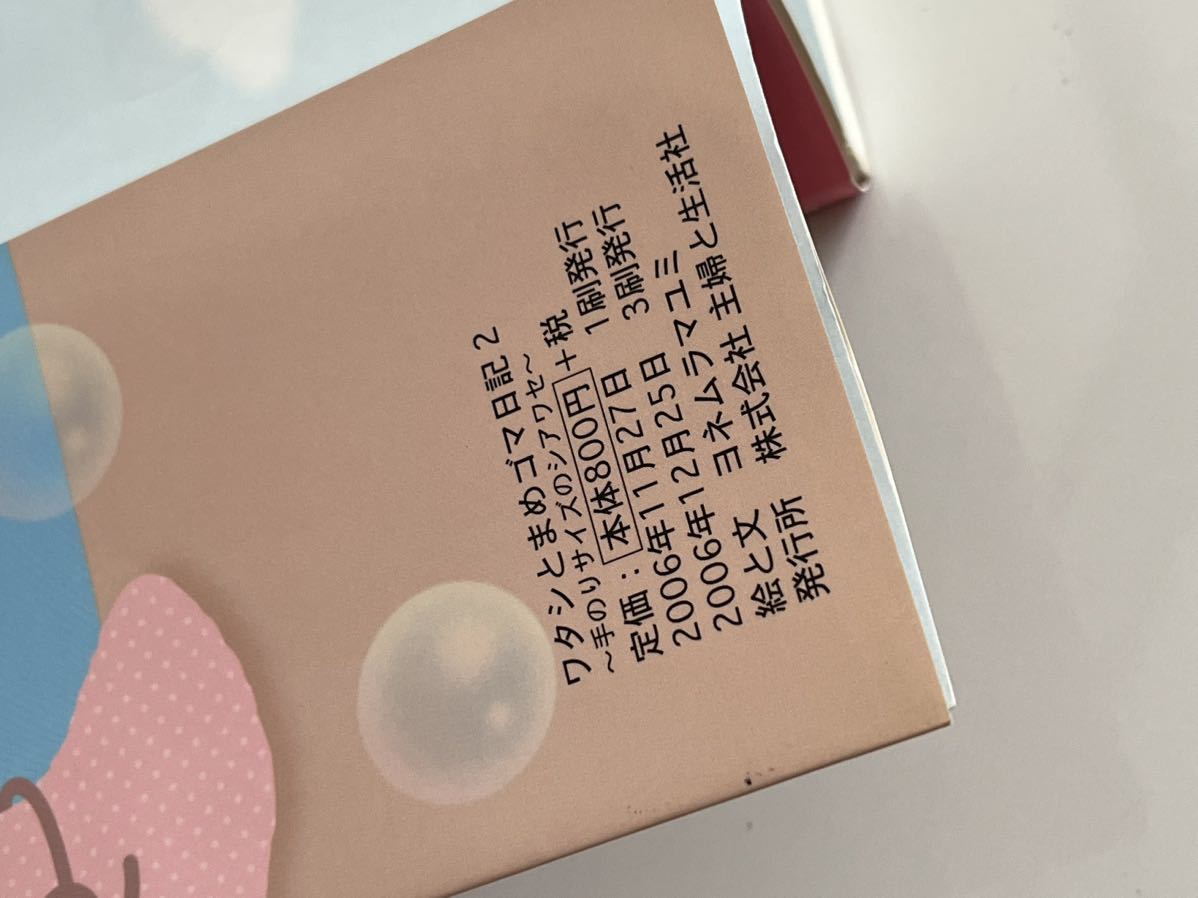 ワタシとまめゴマ日記2
~手のりサイズのシアワセ~
定価:本体800円+税
2006年11月27日 1刷発行
2006年12月25日 3刷発行
絵と文 ヨネムラマユミ
発行所 株式会社 主婦と生活社